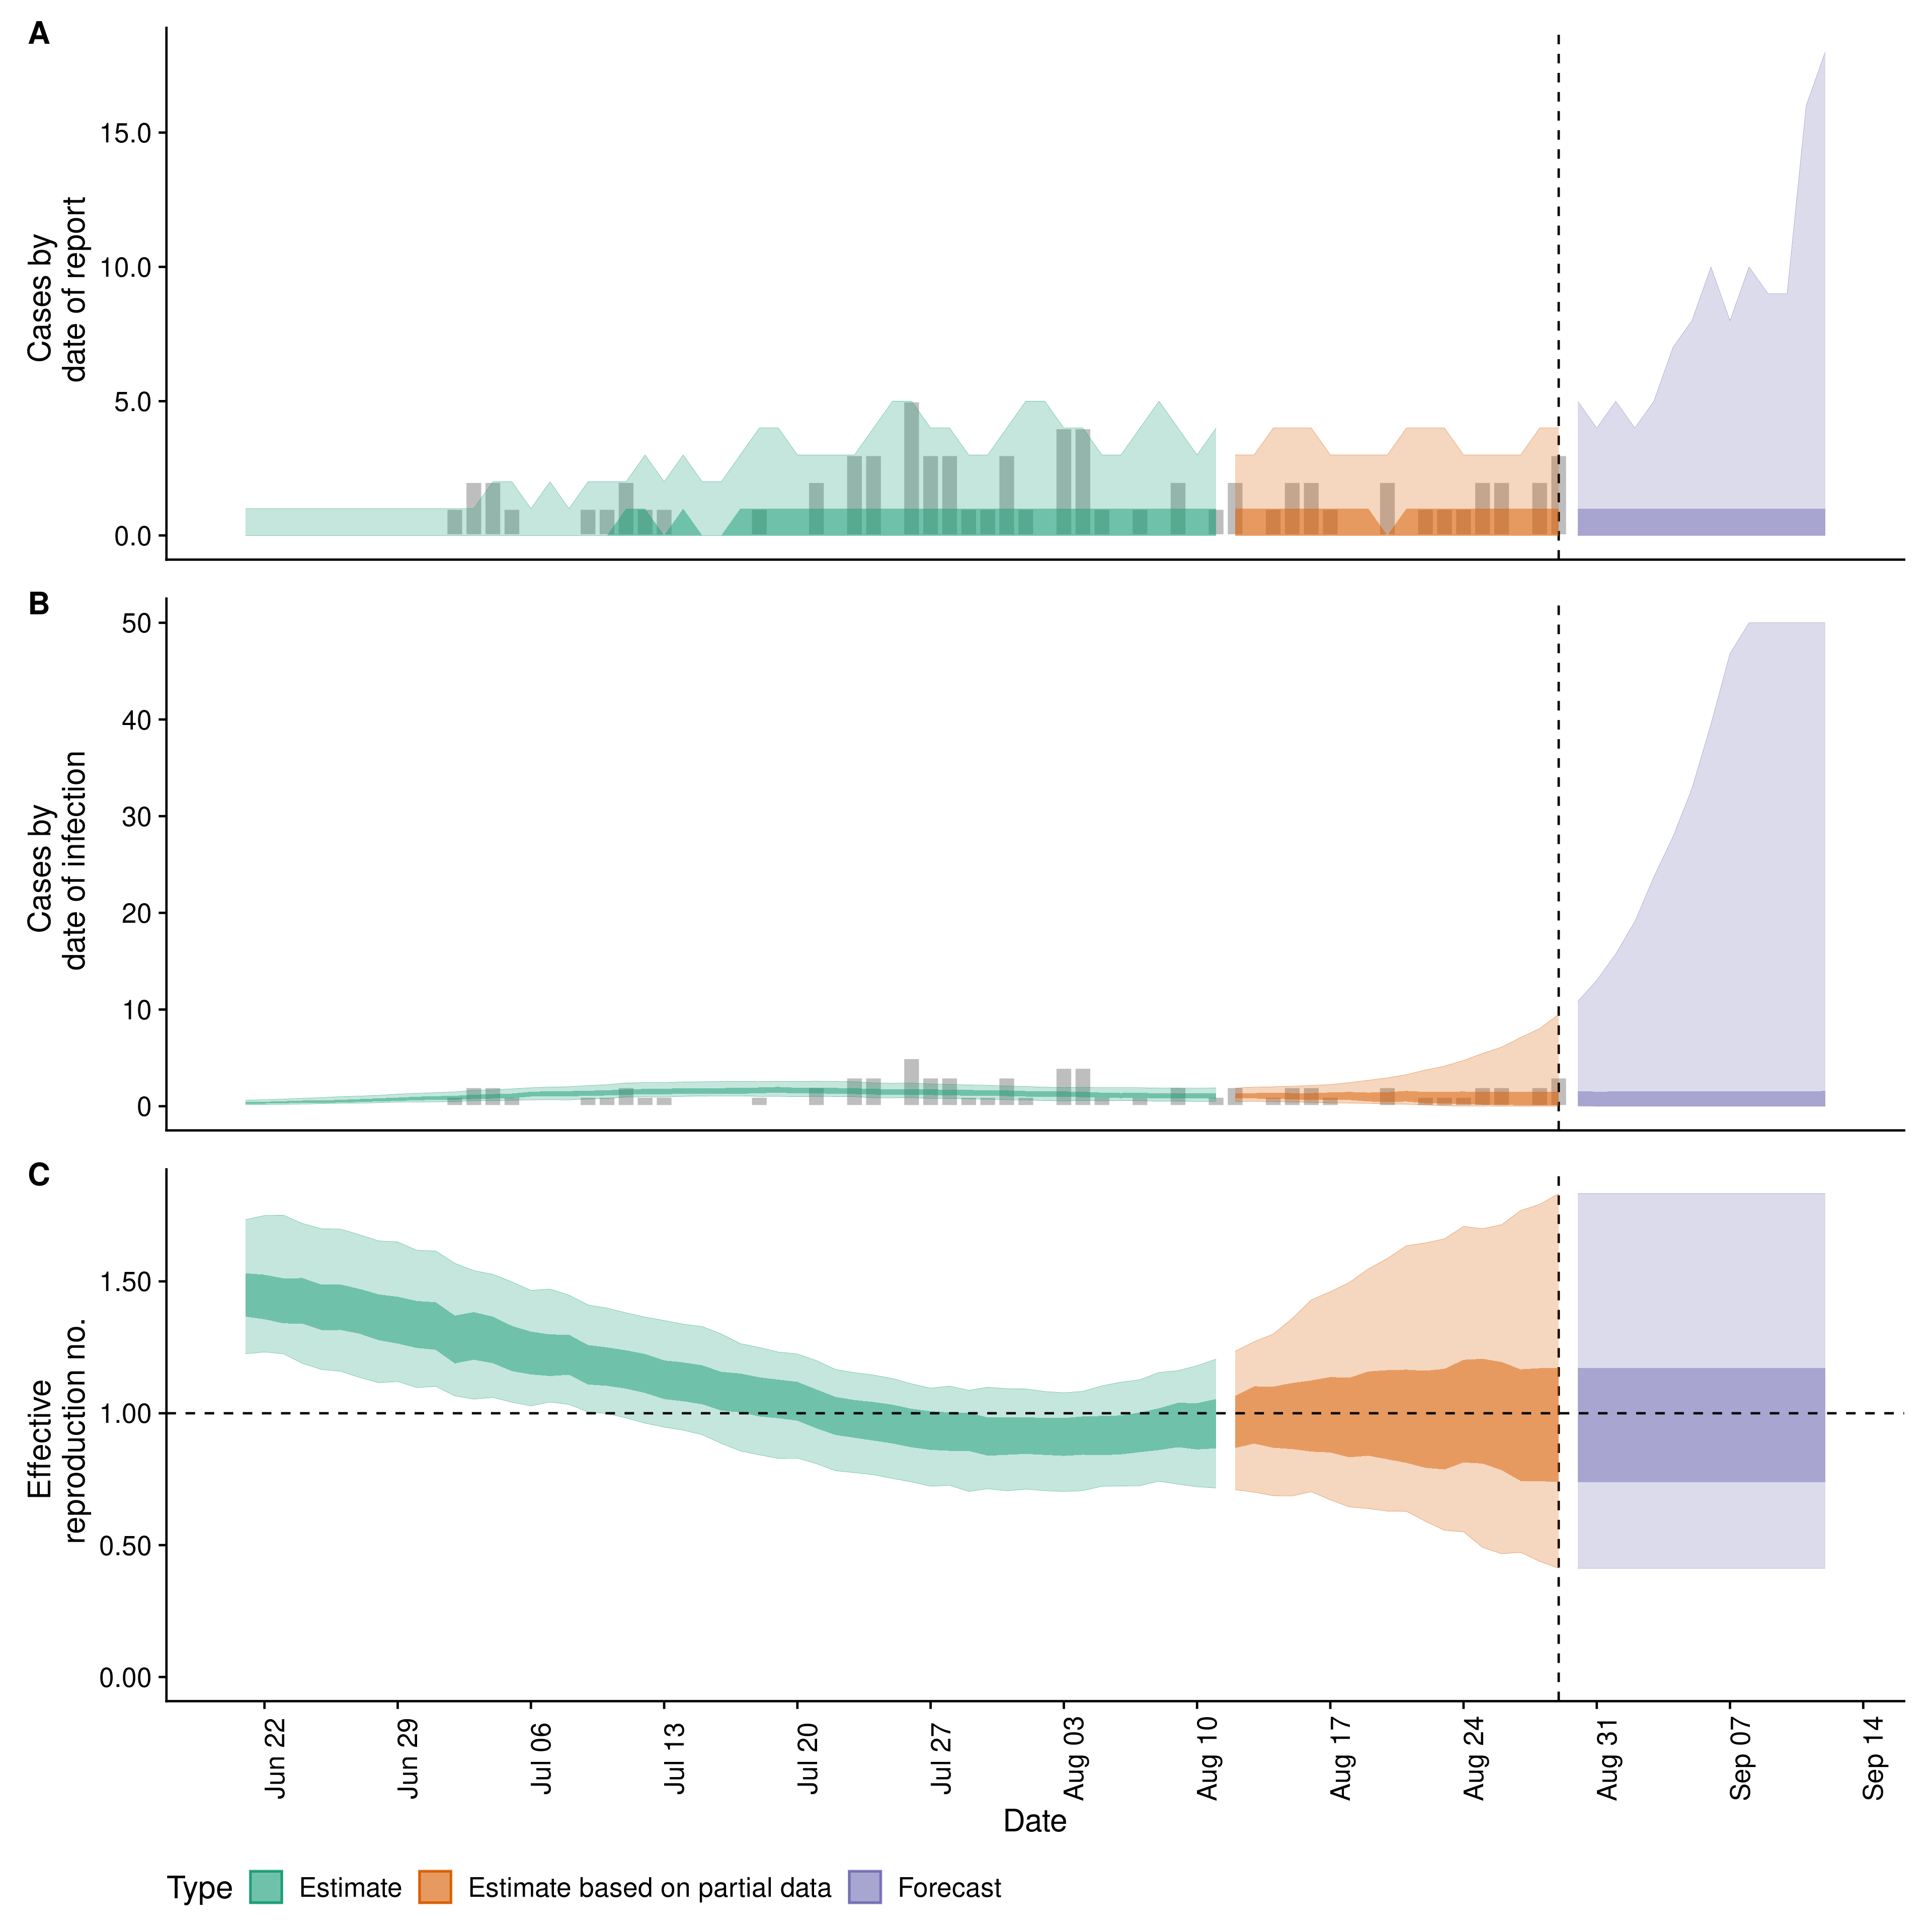 A
Cases by
date of report
15.0
10.0
5.0
0.0
B
Cases by
date of infection
50
40
30
20
10
0
C
Effective
reproduction no.
1.50
1.00
0.50
0.00
Jun 22
Jun 29
Jul 06
Jul 13
Jul 20
Jul 27
Aug 03
Aug 10
Aug 17
Aug 24
Aug 31
Sep 07
Sep 14
Date
Type Estimate Estimate based on partial data Forecast